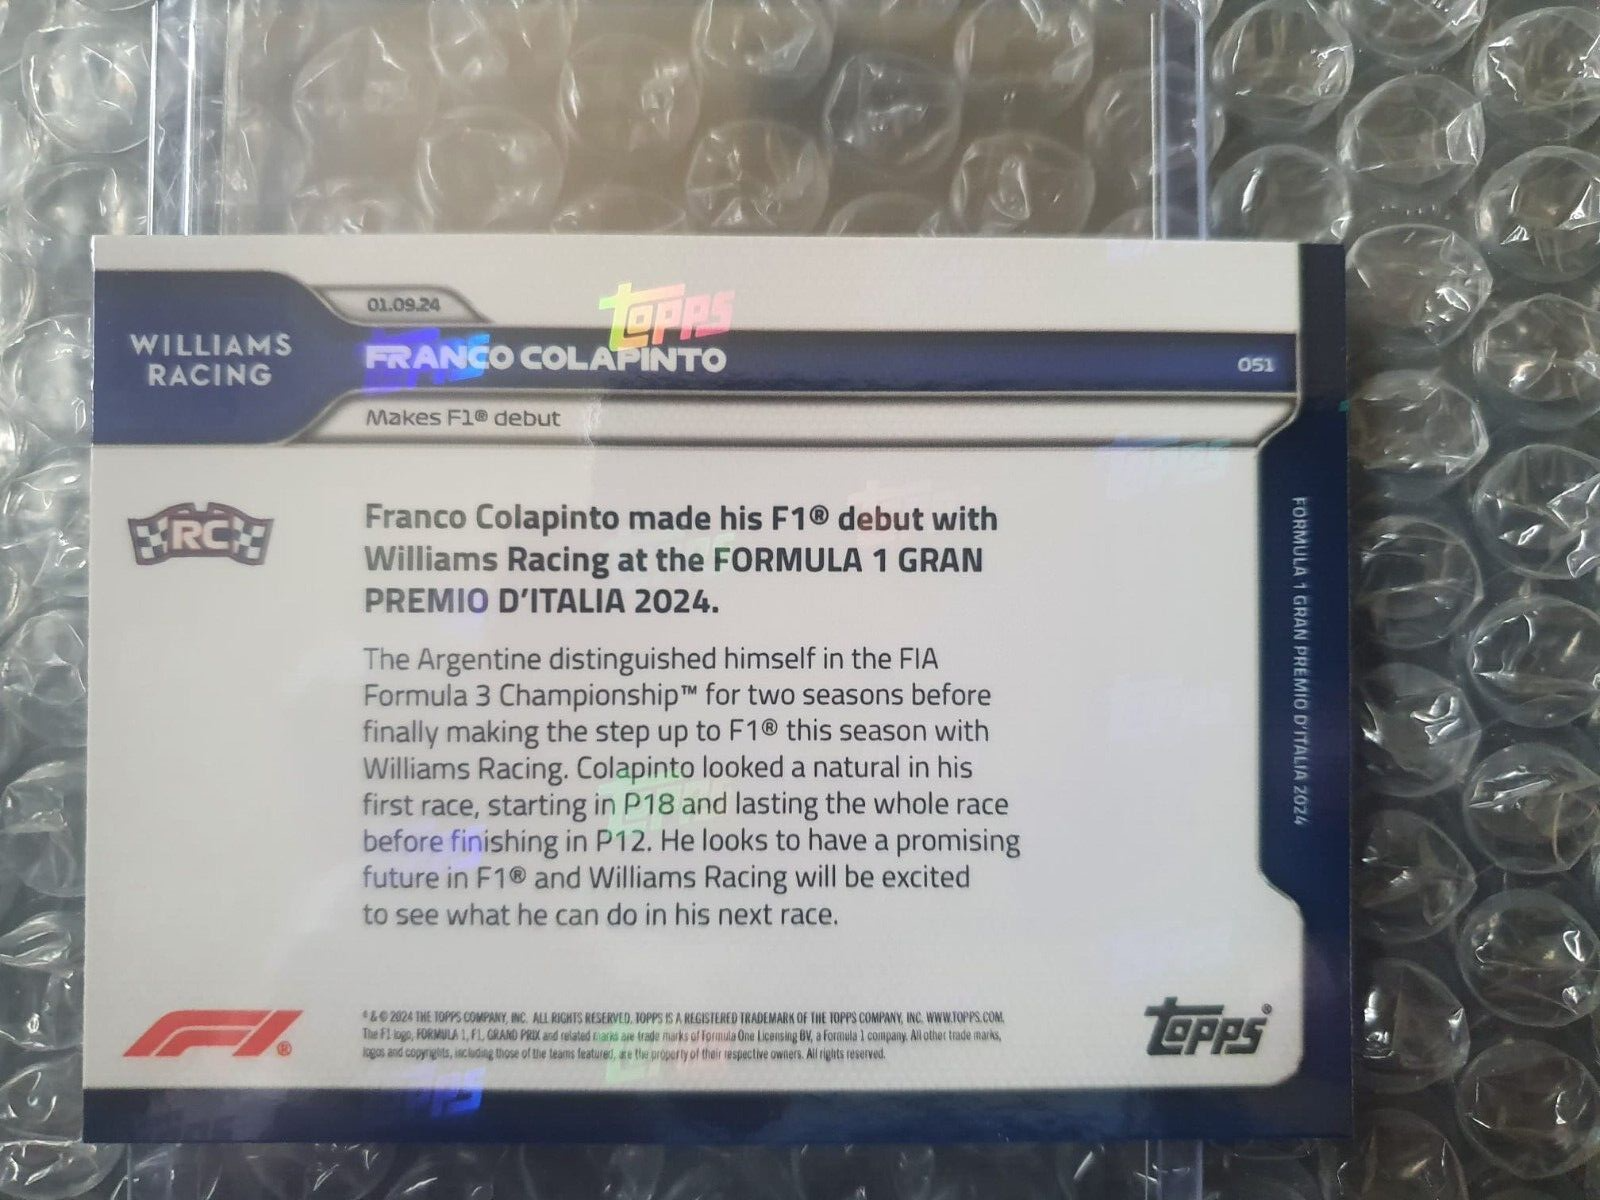 01.09.24
WILLIAMS
RACING
FRANCO COLAPINTO
051
Makes F1® debut
RC
Franco Colapinto made his F1® debut with
Williams Racing at the FORMULA 1 GRAN
PREMIO D'ITALIA 2024.
The Argentine distinguished himself in the FIA
Formula 3 Championship™ for two seasons before
finally making the step up to F1® this season with
Williams Racing. Colapinto looked a natural in his
first race, starting in P18 and lasting the whole race
before finishing in P12. He looks to have a promising
future in F1® and Williams Racing will be excited
to see what he can do in his next race.
FORMULA 1 GRAN PREMIO D'ITALIA 2024
F1®
® & © 2024 THE TOPPS COMPANY, INC. ALL RIGHTS RESERVED. TOPPS IS A REGISTERED TRADEMARK OF THE TOPPS COMPANY, INC. WWW.TOPPS.COM.
The F1 logo, FORMULA 1, F1, GRAND PRIX and related marks are trade marks of Formula One Licensing BV, a Formula 1 company. All other trade marks,
logos and copyrights, including those of the teams featured, are the property of their respective owners. All rights reserved.
Topps®
Topps
Topps
Topps
Topps